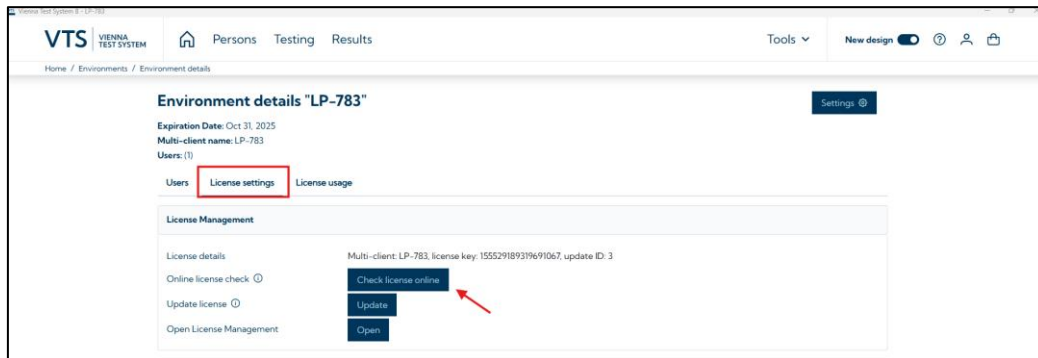 Vienna Test System 8 - LP-783
VTS VIENNA TEST SYSTEM
Persons Testing Results Tools New design
Home / Environments / Environment details
Environment details "LP-783"
Settings
Expiration Date: Oct 31, 2025
Multi-client name: LP-783
Users: (1)
Users License settings License usage
License Management
License details Multi-client: LP-783, license key: 155529189319691067, update ID: 3
Online license check Check license online
Update license Update
Open License Management Open